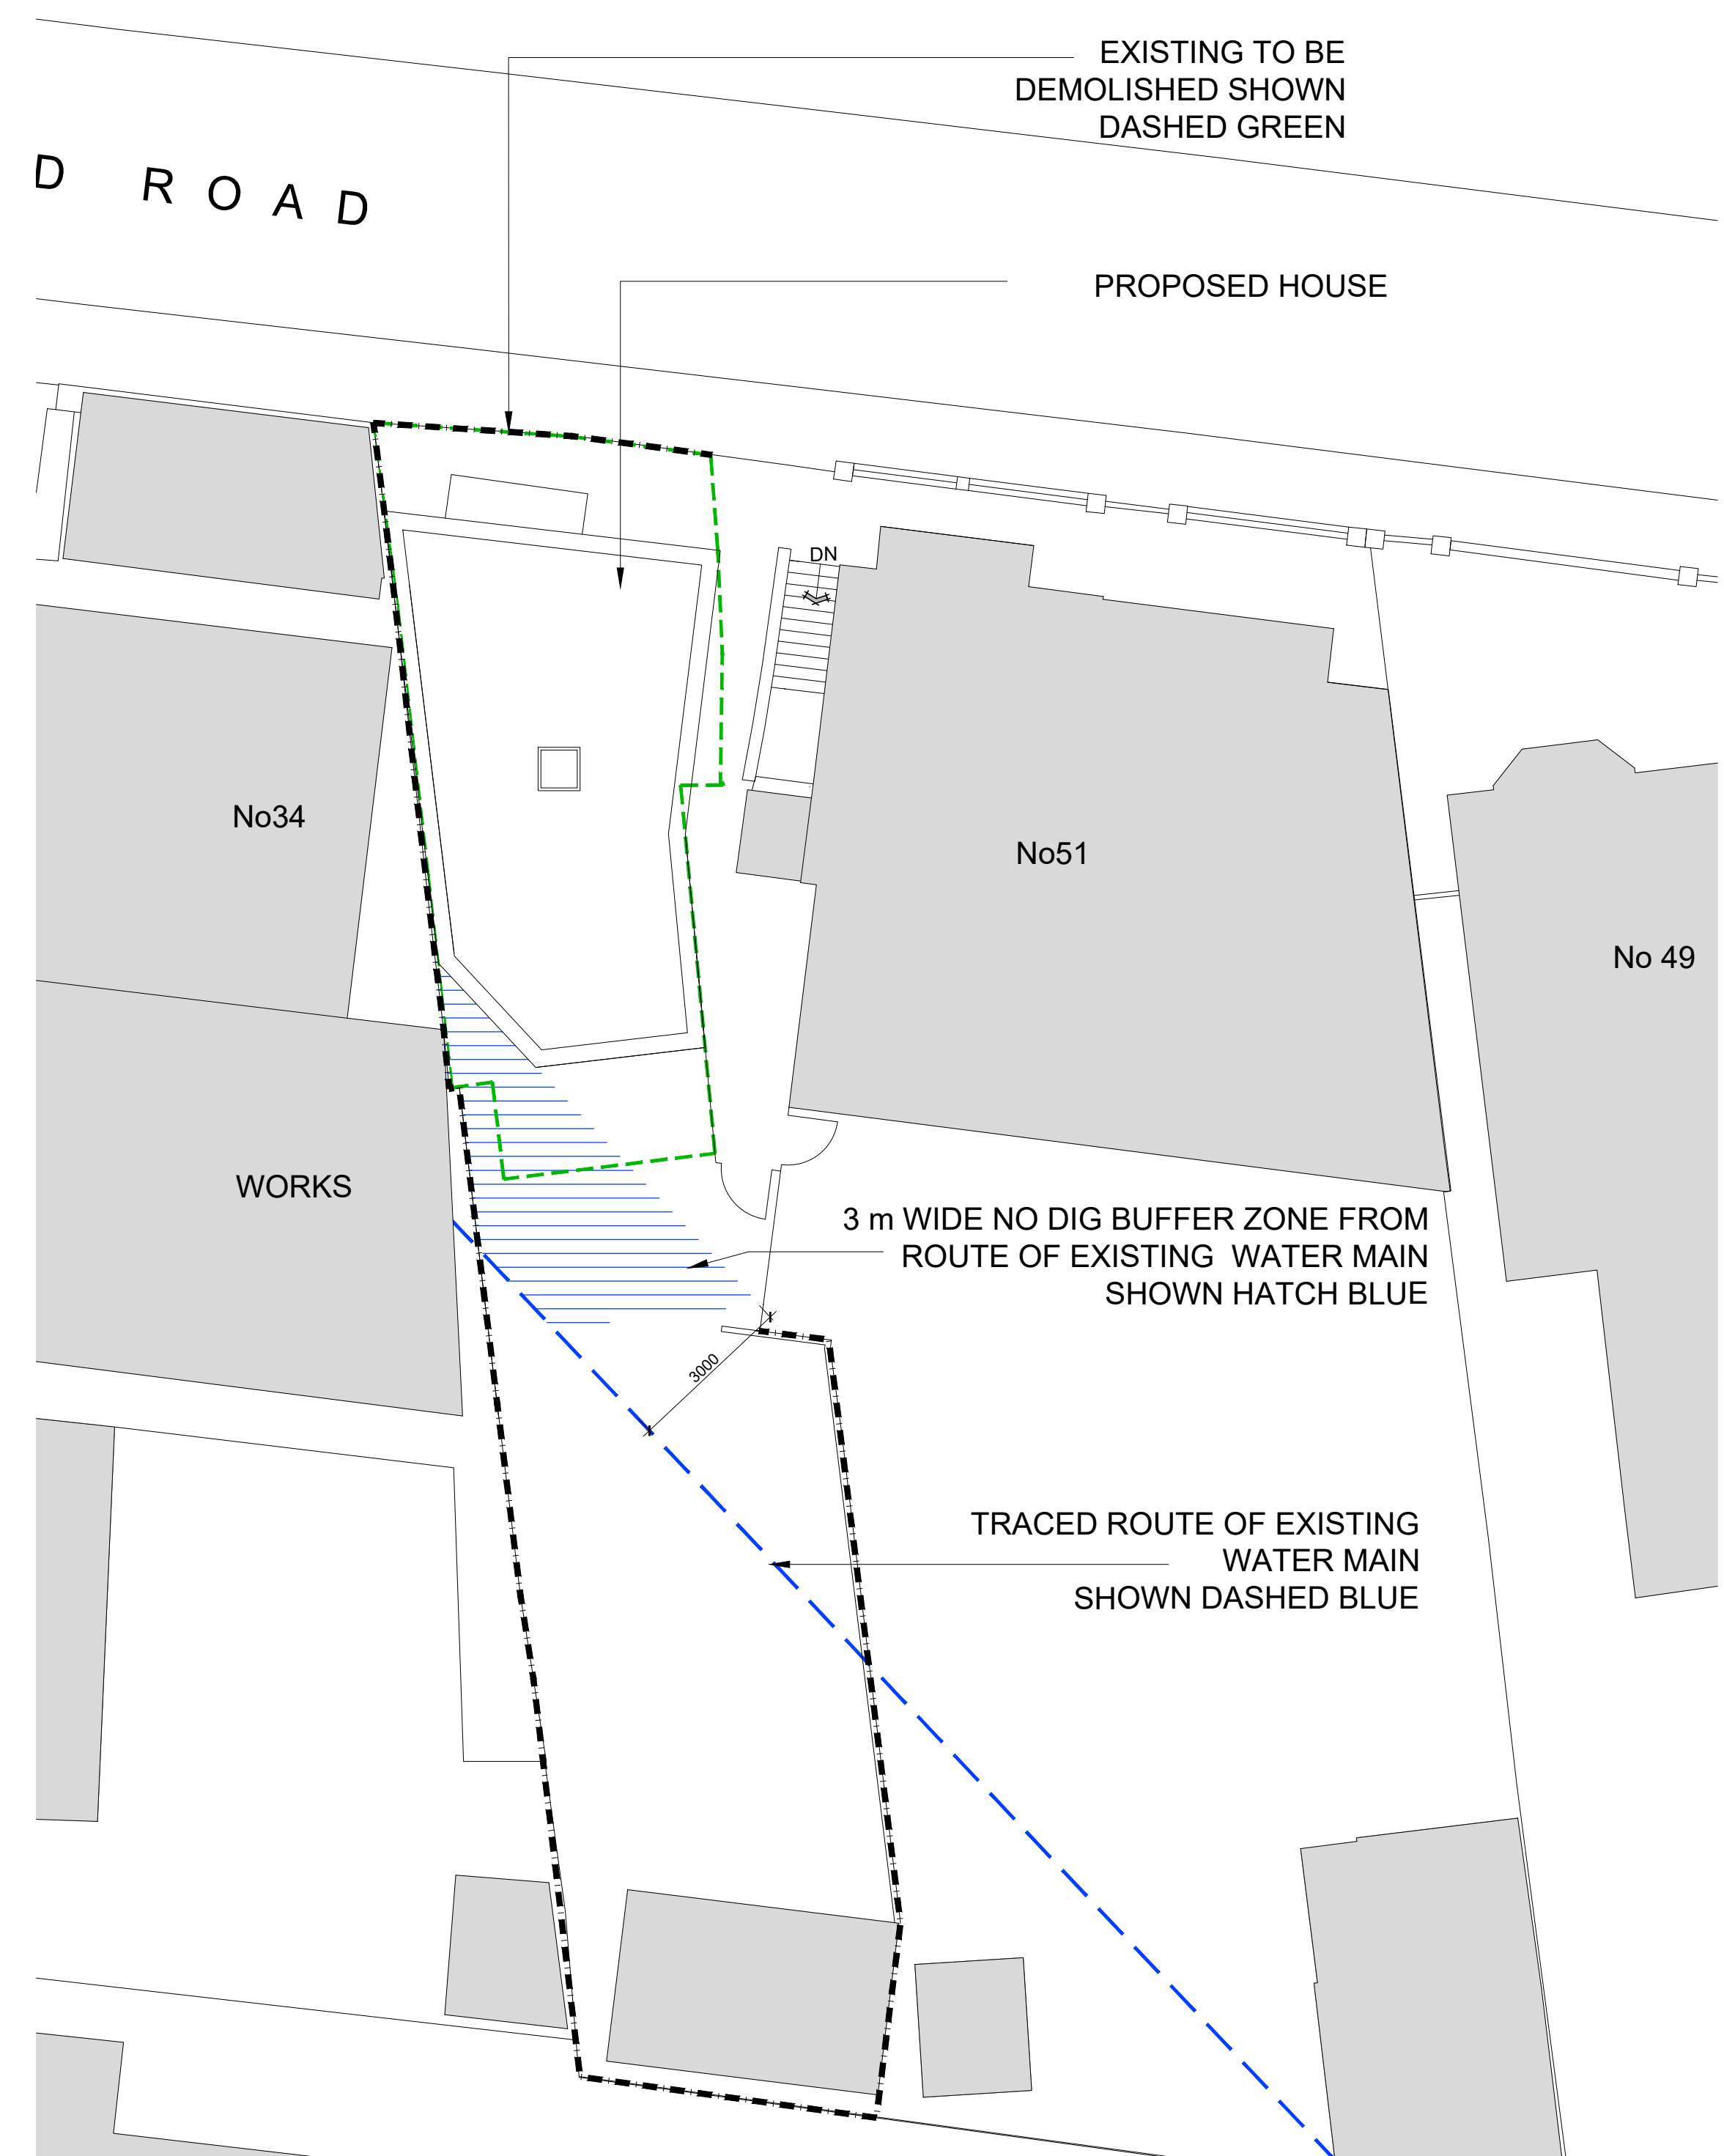 EXISTING TO BE
DEMOLISHED SHOWN
DASHED GREEN
D ROAD
PROPOSED HOUSE
DN
No34
No51
No 49
WORKS
3 m WIDE NO DIG BUFFER ZONE FROM
ROUTE OF EXISTING WATER MAIN
SHOWN HATCH BLUE
3000
TRACED ROUTE OF EXISTING
WATER MAIN
SHOWN DASHED BLUE